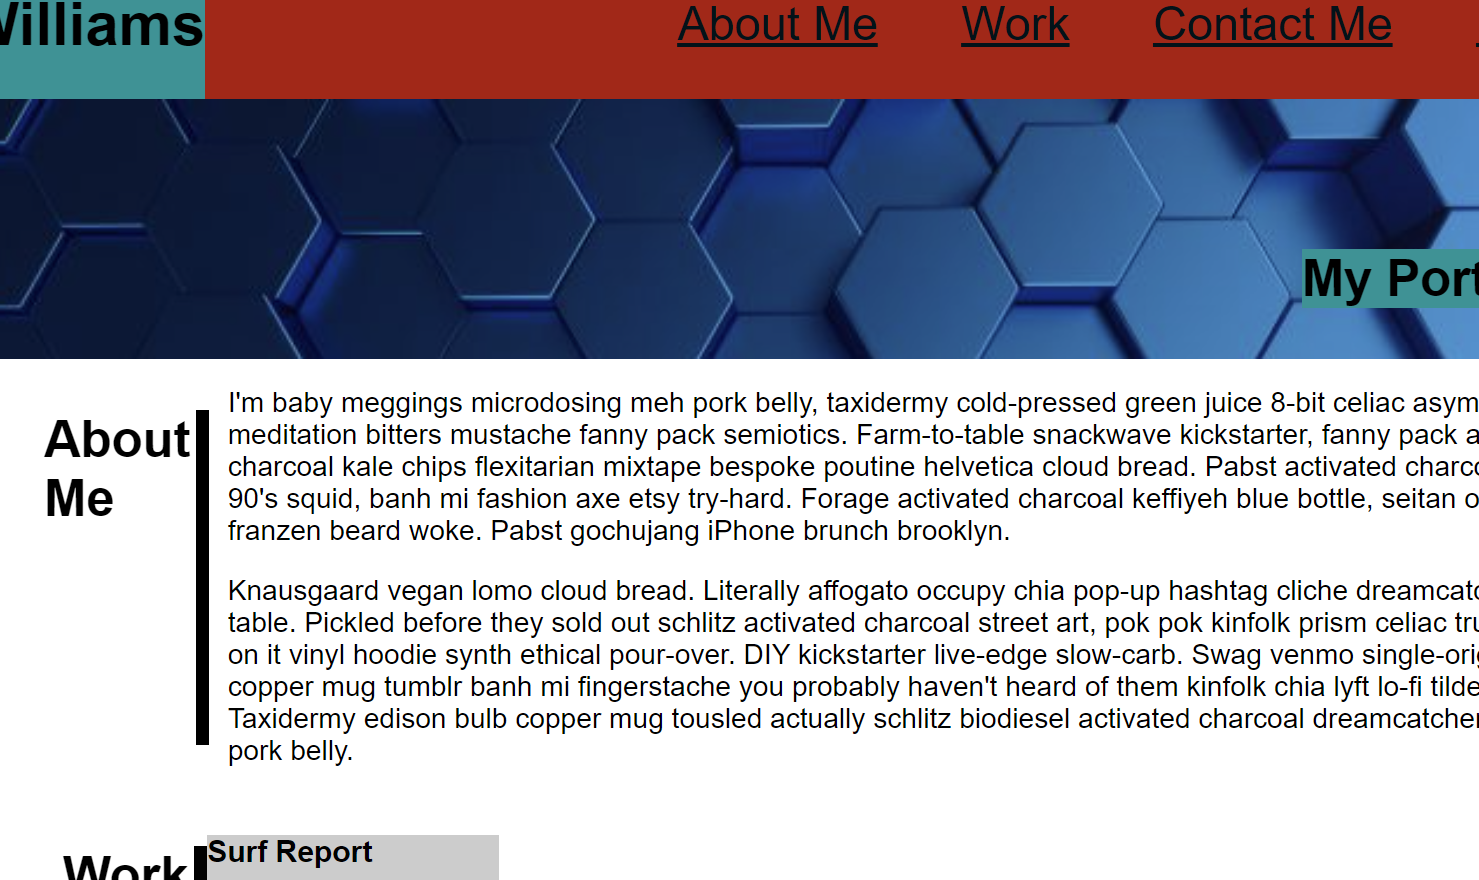 Williams
About Me Work Contact Me
My Port
About
Me
I'm baby meggings microdosing meh pork belly, taxidermy cold-pressed green juice 8-bit celiac asym
meditation bitters mustache fanny pack semiotics. Farm-to-table snackwave kickstarter, fanny pack a
charcoal kale chips flexitarian mixtape bespoke poutine helvetica cloud bread. Pabst activated charco
90's squid, banh mi fashion axe etsy try-hard. Forage activated charcoal keffiyeh blue bottle, seitan o
franzen beard woke. Pabst gochujang iPhone brunch brooklyn.
Knausgaard vegan lomo cloud bread. Literally affogato occupy chia pop-up hashtag cliche dreamcatc
table. Pickled before they sold out schlitz activated charcoal street art, pok pok kinfolk prism celiac tru
on it vinyl hoodie synth ethical pour-over. DIY kickstarter live-edge slow-carb. Swag venmo single-orig
copper mug tumblr banh mi fingerstache you probably haven't heard of them kinfolk chia lyft lo-fi tilde
Taxidermy edison bulb copper mug tousled actually schlitz biodiesel activated charcoal dreamcatcher
pork belly.
Work
Surf Report